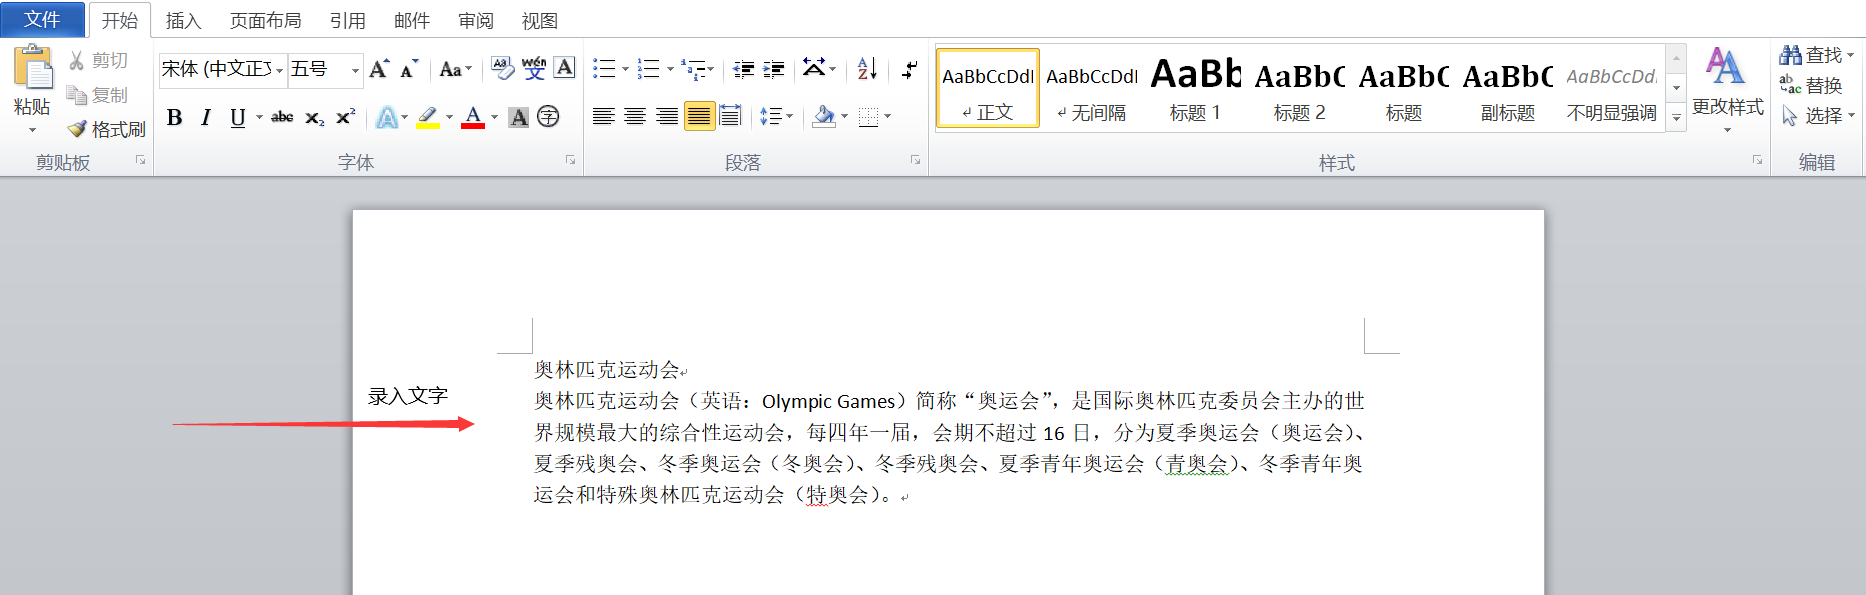 文件 开始 插入 页面布局 引用 邮件 审阅 视图
剪切 宋体 (中文正文 五号 Aa Aa wén 文 A AZ AaBbCcDdI AaBbCcDdI AaBb AaBbC AaBbC AaBbC AaBbCcDd 查找
粘贴 复制 更改样式 替换
格式刷 B I U abc x₂ x² A A A 字 正文 无间隔 标题 1 标题 2 标题 副标题 不明显强调 选择
剪贴板 字体 段落 样式 编辑
奥林匹克运动会
录入文字
奥林匹克运动会（英语：Olympic Games）简称“奥运会”，是国际奥林匹克委员会主办的世
界规模最大的综合性运动会，每四年一届，会期不超过 16 日，分为夏季奥运会（奥运会）、
夏季残奥会、冬季奥运会（冬奥会）、冬季残奥会、夏季青年奥运会（青奥会）、冬季青年奥
运会和特殊奥林匹克运动会（特奥会）。